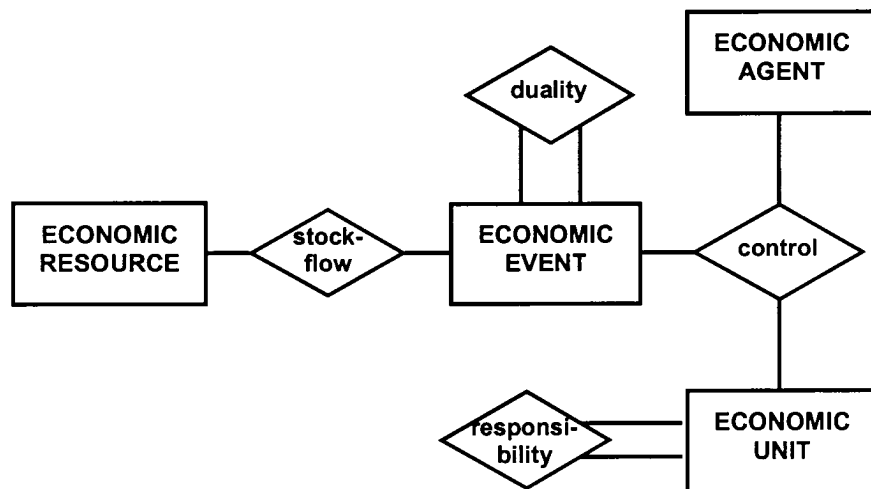 ECONOMIC
AGENT
duality
ECONOMIC
RESOURCE
stock-
flow
ECONOMIC
EVENT
control
responsi-
bility
ECONOMIC
UNIT